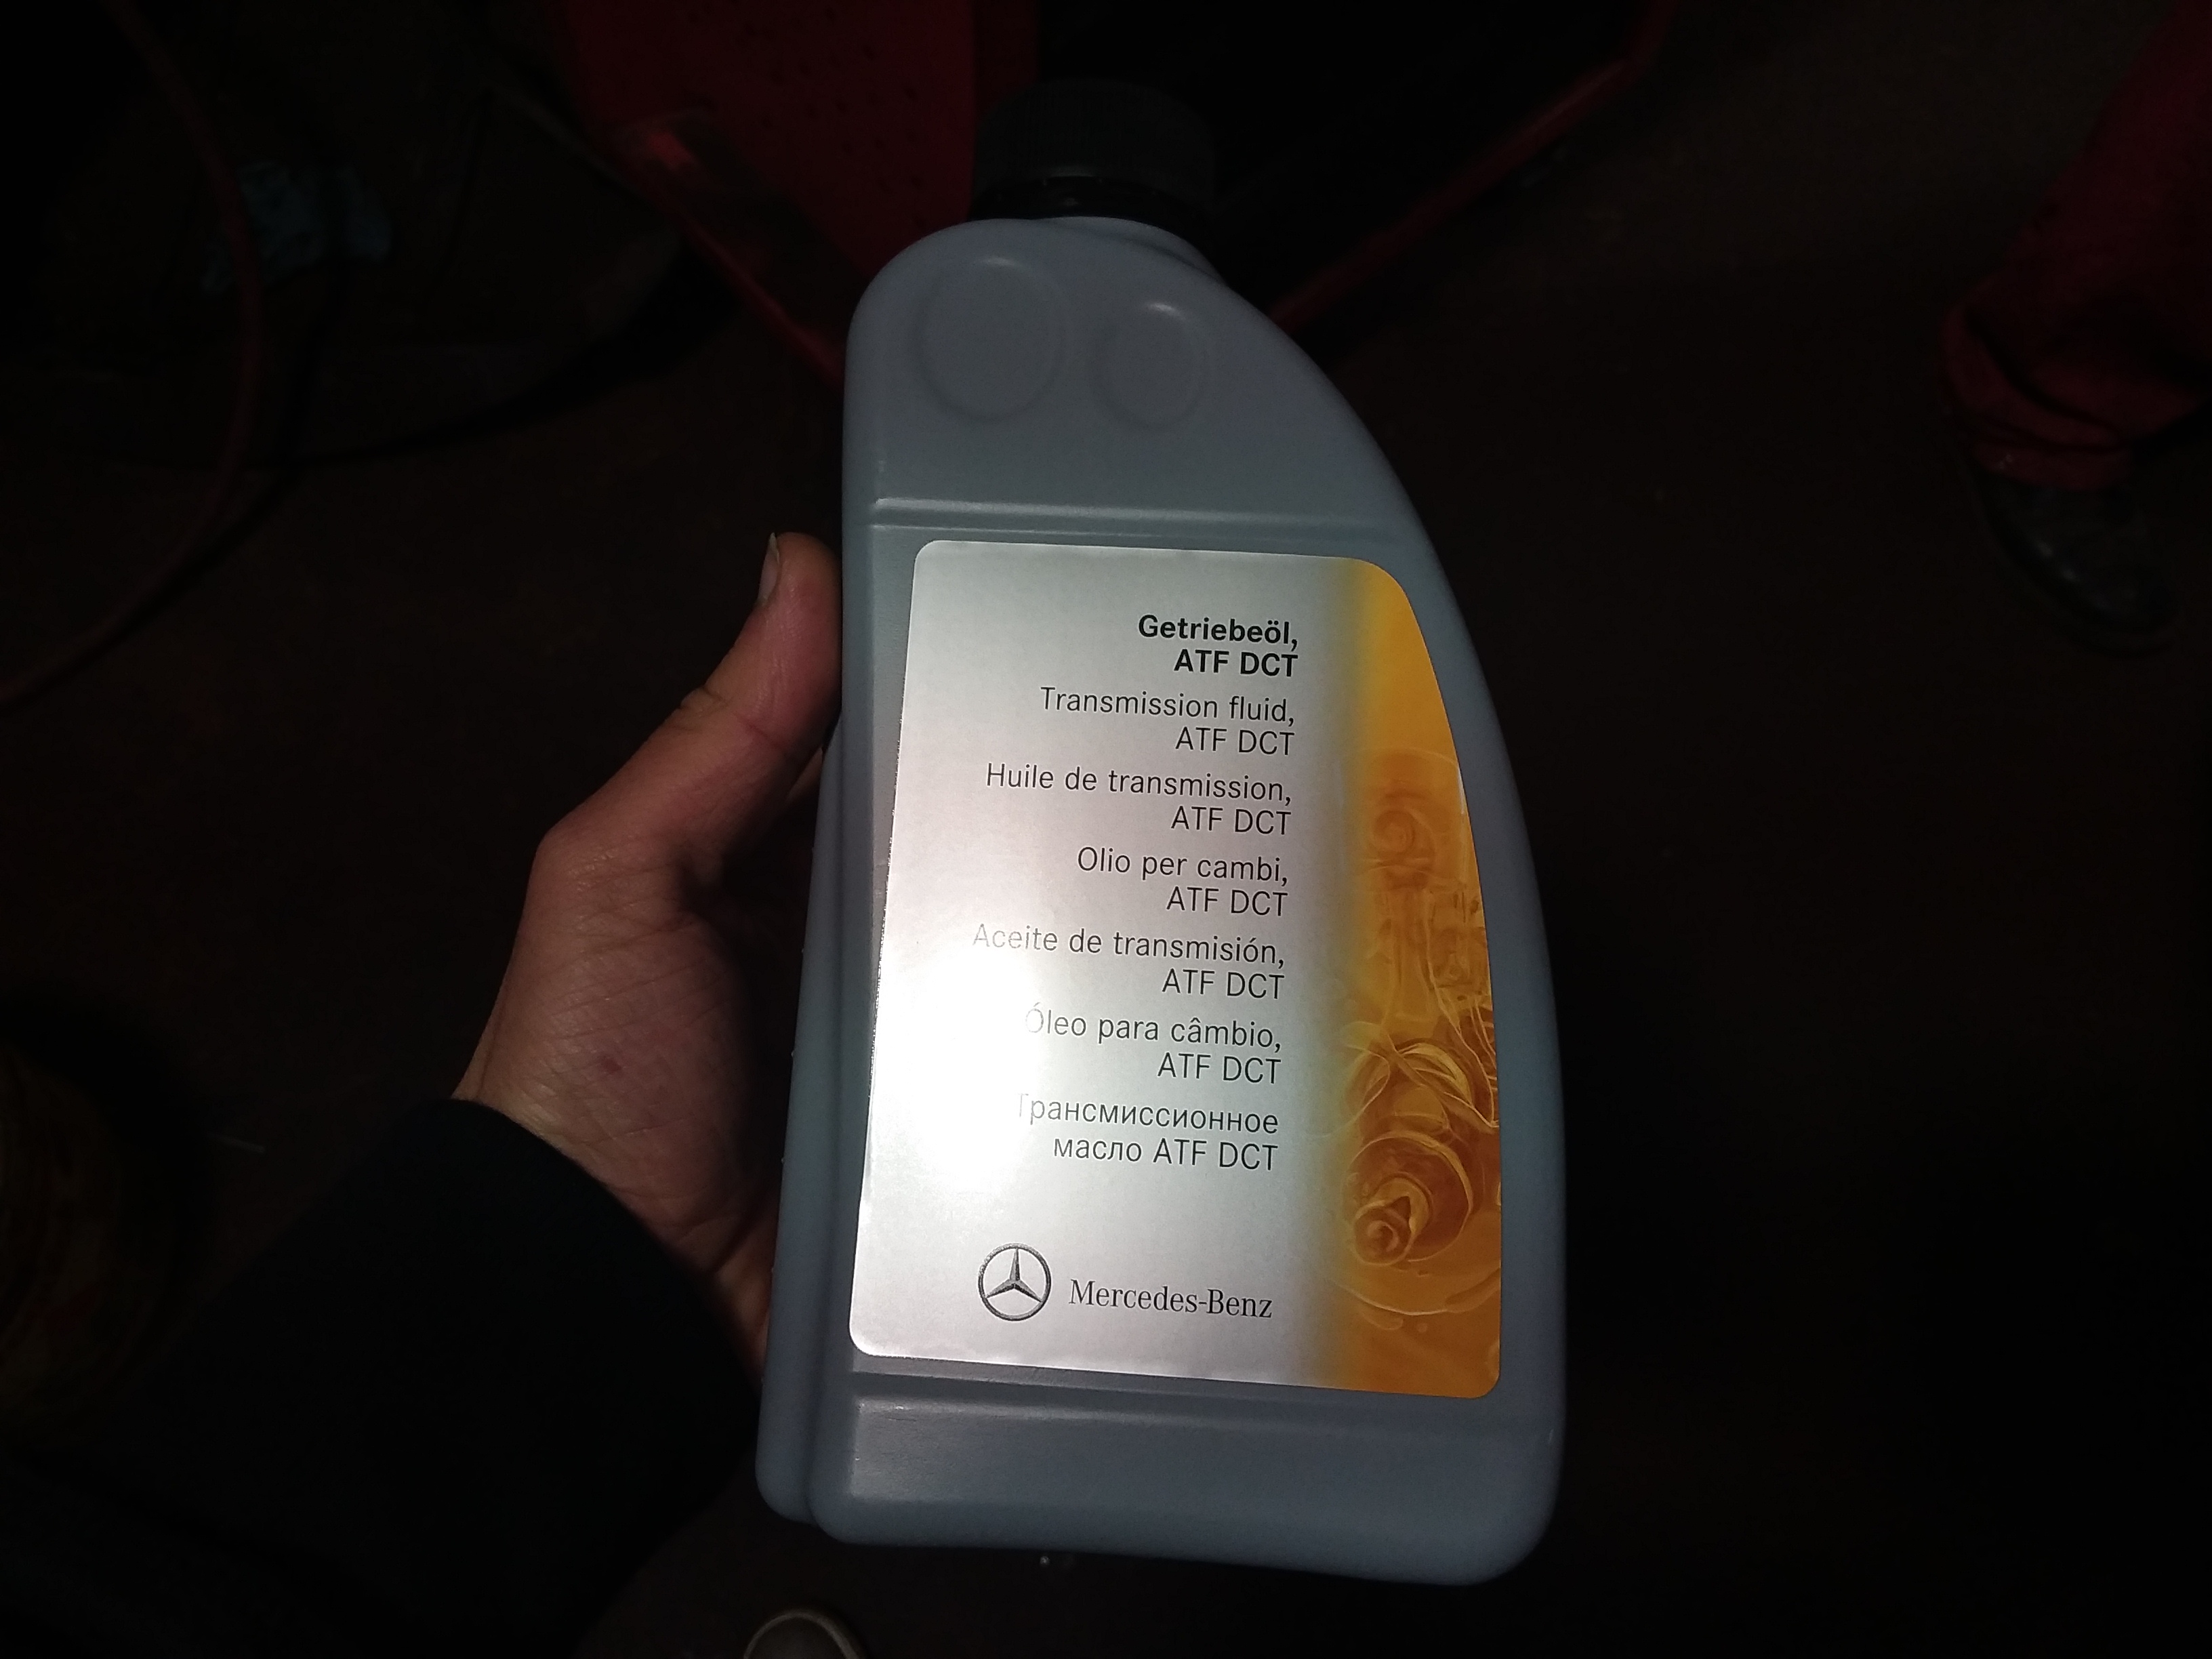 Getriebeöl,
ATF DCT
Transmission fluid,
ATF DCT
Huile de transmission,
ATF DCT
Olio per cambi,
ATF DCT
Aceite de transmisión,
ATF DCT
Óleo para câmbio,
ATF DCT
Трансмиссионное
масло ATF DCT
Mercedes-Benz